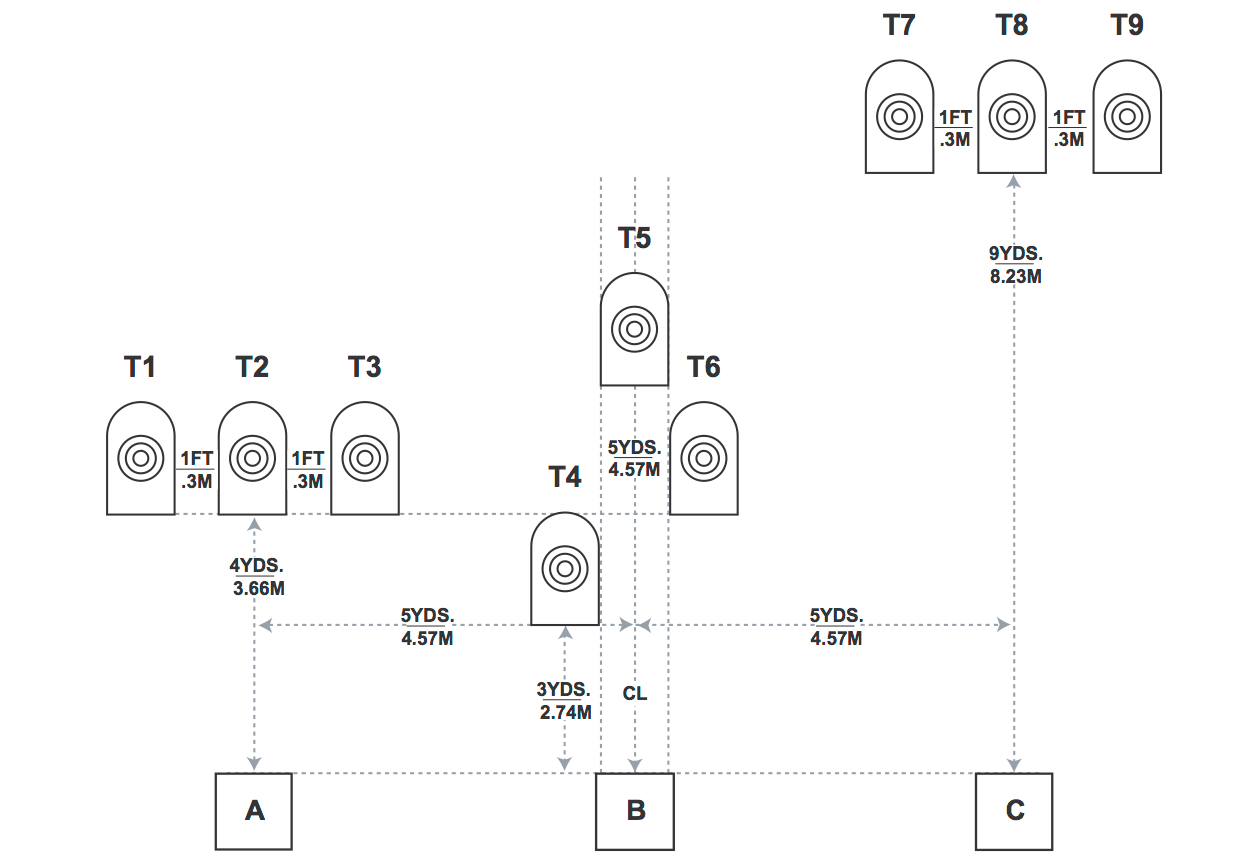 T7 T8 T9
1FT 1FT
.3M .3M
T5
9YDS.
8.23M
T1 T2 T3 T6
5YDS.
4.57M
1FT 1FT
.3M .3M
T4
4YDS.
3.66M
5YDS. 5YDS.
4.57M 4.57M
3YDS. CL
2.74M
A B C